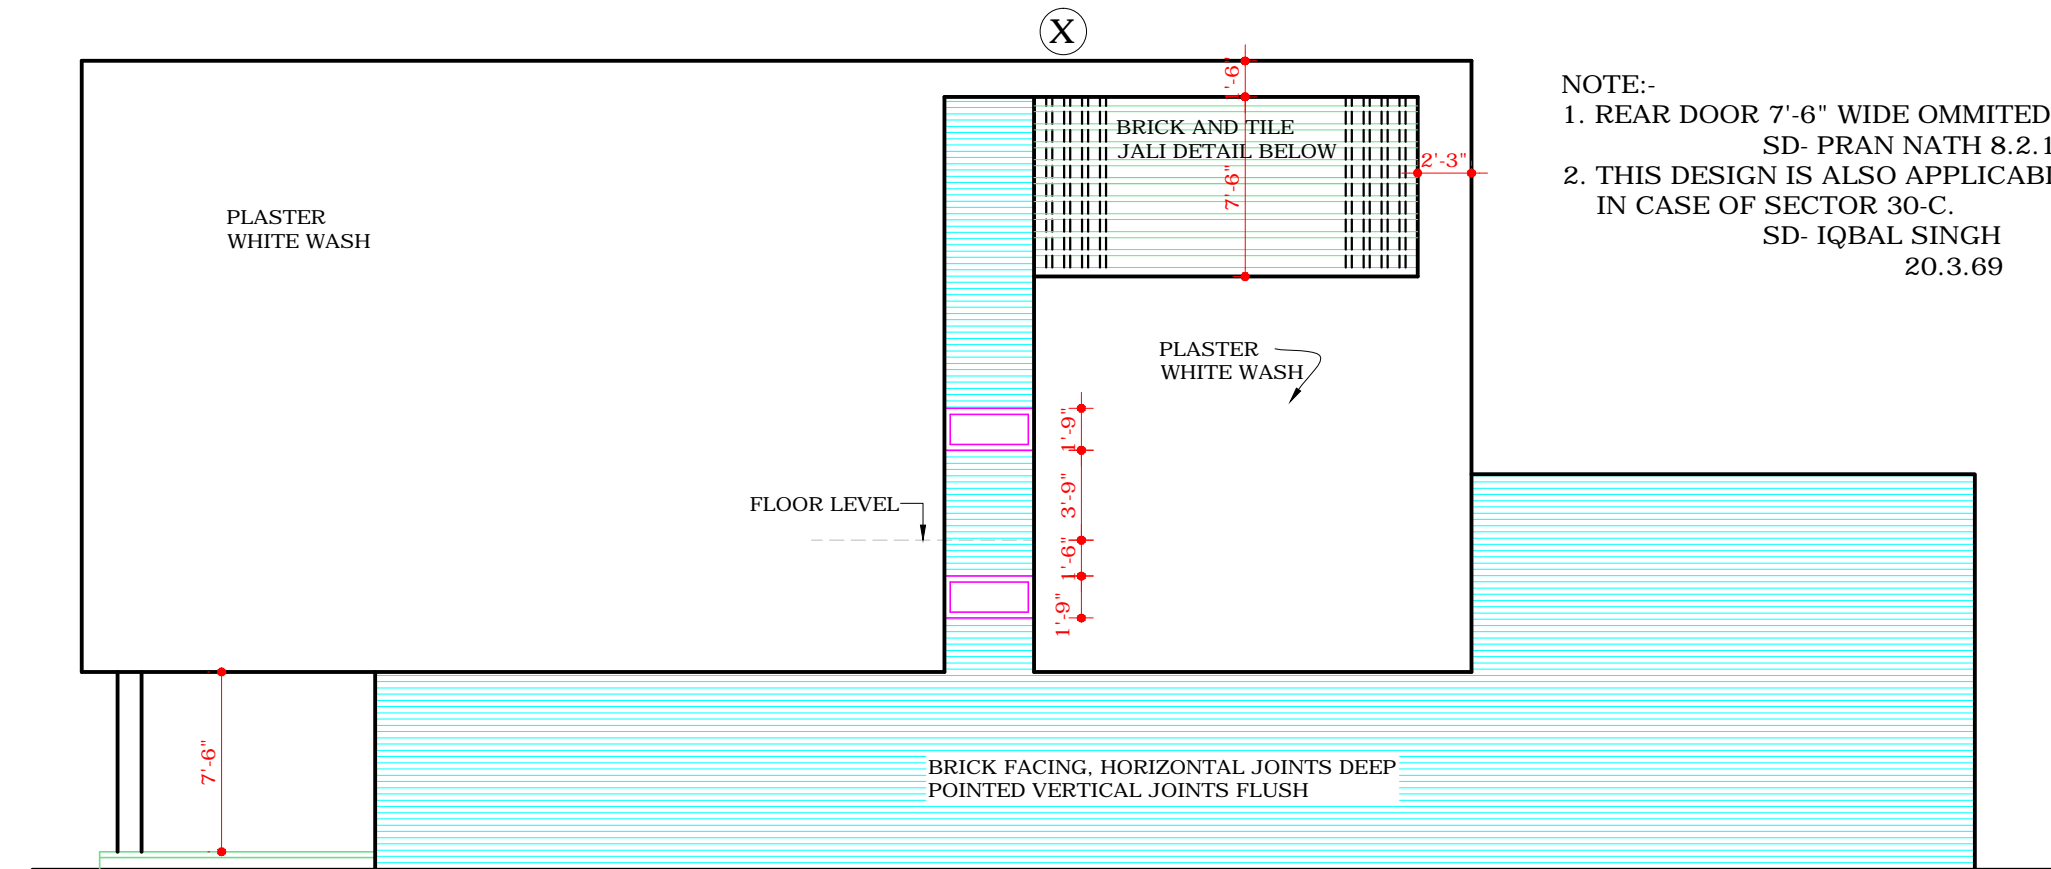 X
NOTE:-
1. REAR DOOR 7'-6" WIDE OMMITED
SD- PRAN NATH 8.2.1
2. THIS DESIGN IS ALSO APPLICABL
IN CASE OF SECTOR 30-C.
SD- IQBAL SINGH
20.3.69
1'-6"
BRICK AND TILE
JALI DETAIL BELOW
7'-6"
2'-3"
PLASTER
WHITE WASH
PLASTER
WHITE WASH
1'-9"
3'-9"
FLOOR LEVEL
1'-6"
1'-9"
7'-6"
BRICK FACING, HORIZONTAL JOINTS DEEP
POINTED VERTICAL JOINTS FLUSH